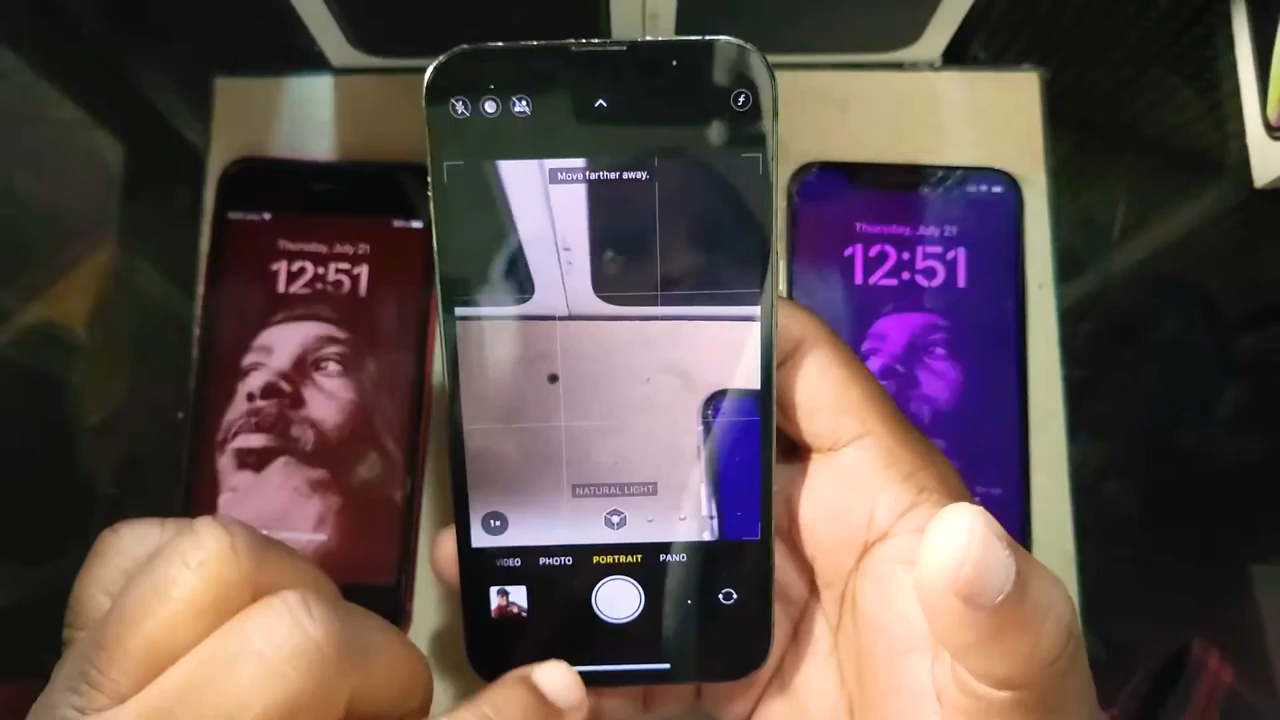 Move farther away.
Thursday, July 21
12:51
Thursday, July 21
12:51
NATURAL LIGHT
1×
VIDEO PHOTO PORTRAIT PANO